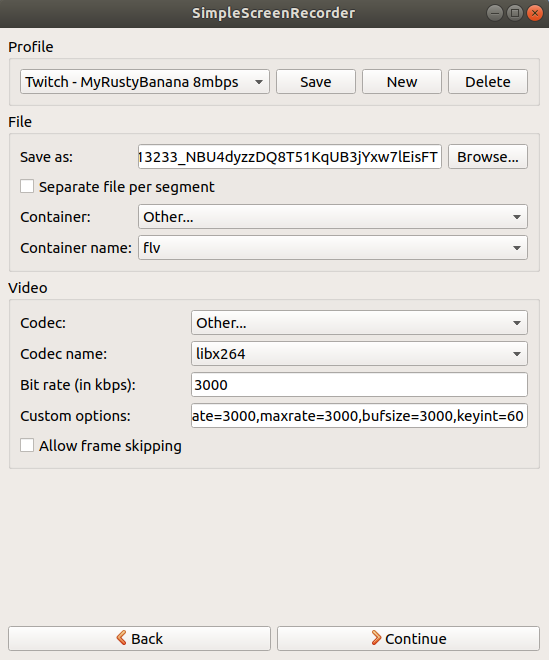 SimpleScreenRecorder
Profile
Twitch - MyRustyBanana 8mbps Save New Delete
File
Save as: 13233_NBU4dyzzDQ8T51KqUB3jYxw7lEisFT Browse...
Separate file per segment
Container: Other...
Container name: flv
Video
Codec: Other...
Codec name: libx264
Bit rate (in kbps): 3000
Custom options: ate=3000,maxrate=3000,bufsize=3000,keyint=60
Allow frame skipping
Back Continue